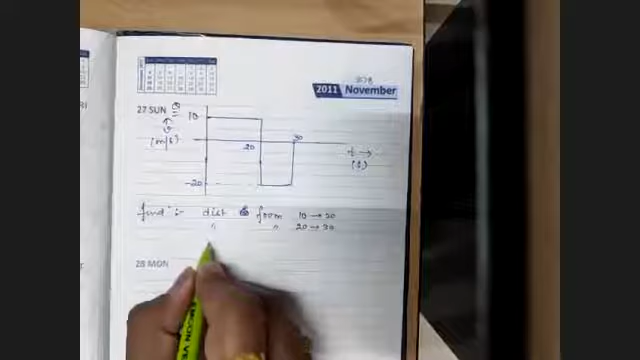 2011 November
27 SUN
10
v
(m/s)
20
30
t →
(s)
-20
find :- dist from 10 → 20
" " 20 → 30
28 MON